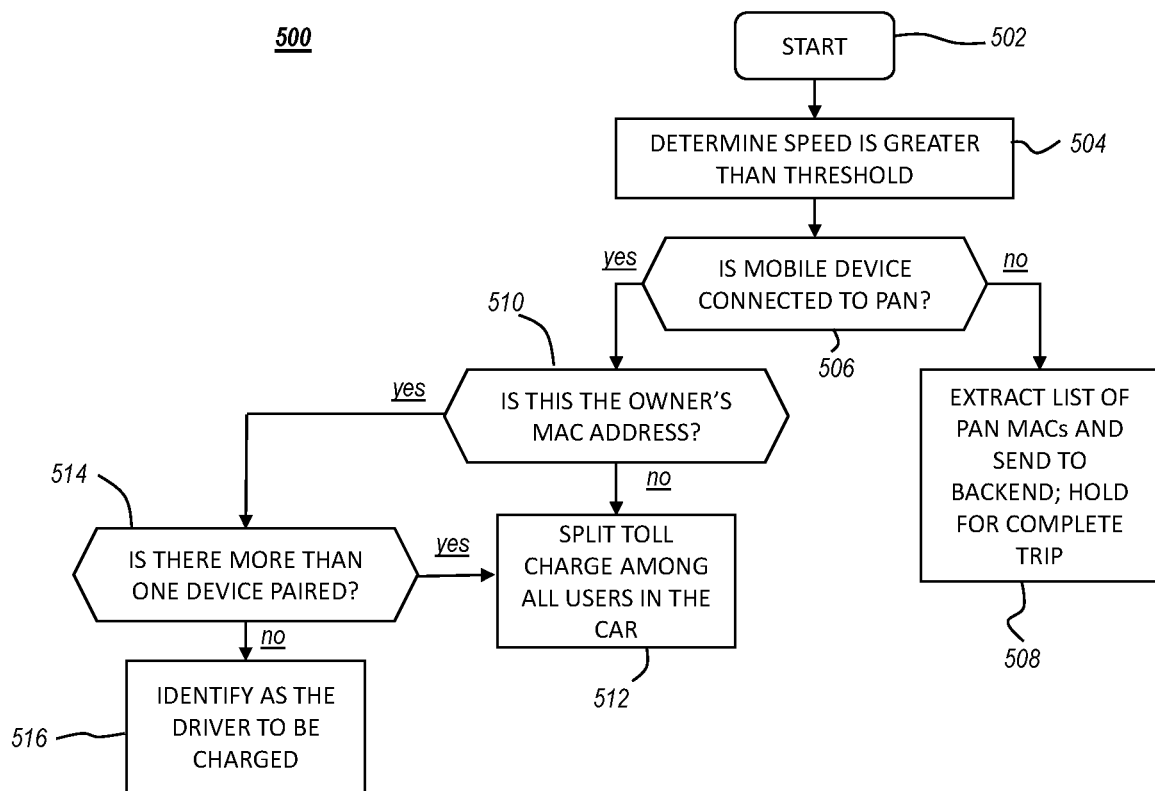 500
START
502
DETERMINE SPEED IS GREATER
THAN THRESHOLD
504
yes
IS MOBILE DEVICE
CONNECTED TO PAN?
no
506
510
yes
IS THIS THE OWNER'S
MAC ADDRESS?
no
EXTRACT LIST OF
PAN MACs AND
SEND TO
BACKEND; HOLD
FOR COMPLETE
TRIP
508
514
IS THERE MORE THAN
ONE DEVICE PAIRED?
yes
no
SPLIT TOLL
CHARGE AMONG
ALL USERS IN THE
CAR
512
516
IDENTIFY AS THE
DRIVER TO BE
CHARGED